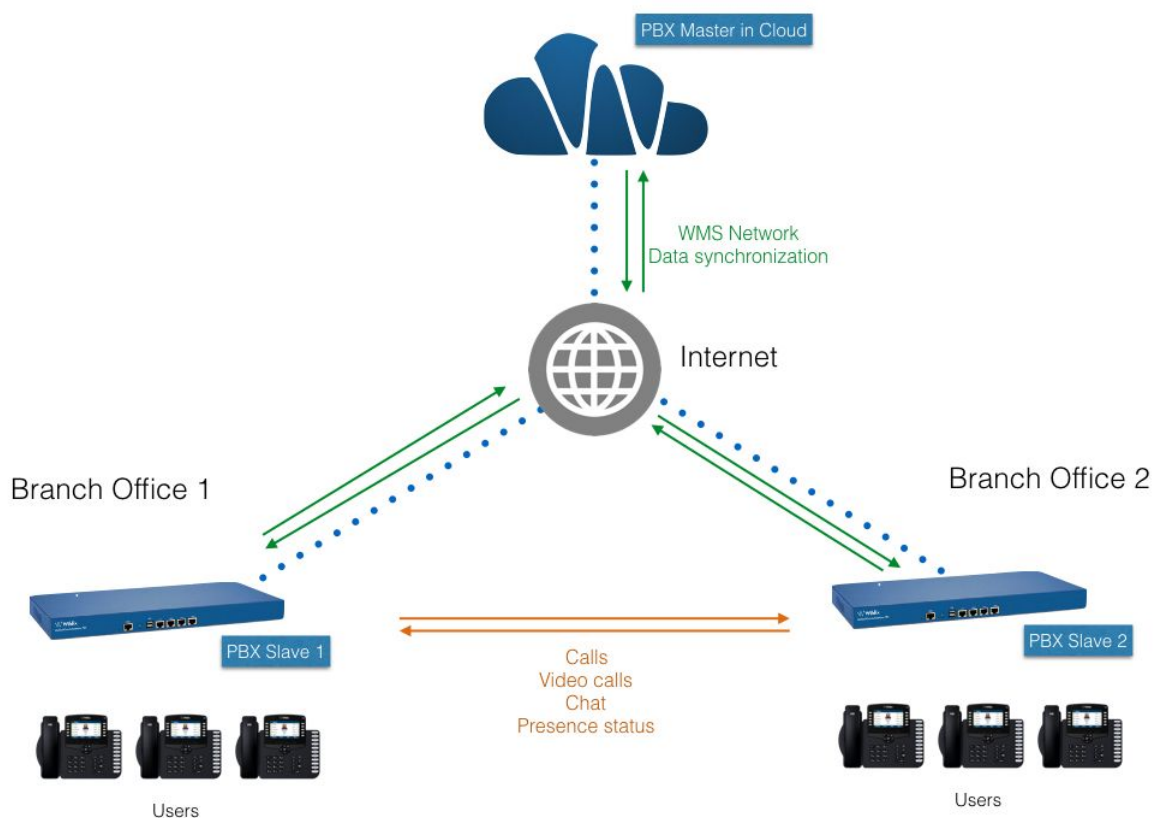 PBX Master in Cloud
WMS Network
Data synchronization
Internet
Branch Office 1
Branch Office 2
PBX Slave 1
PBX Slave 2
Calls
Video calls
Chat
Presence status
Users
Users